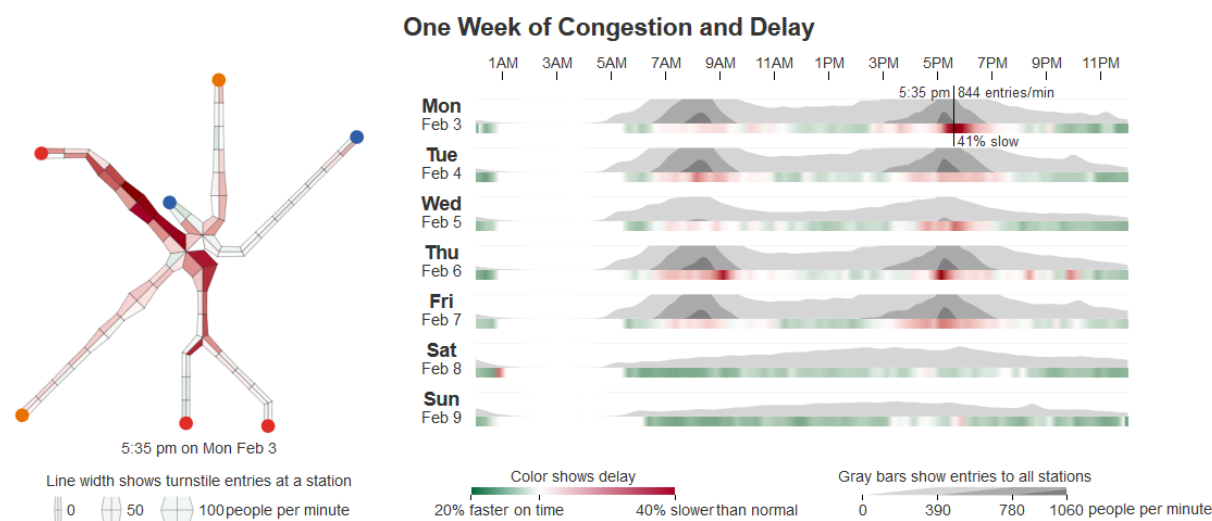 One Week of Congestion and Delay
1AM 3AM 5AM 7AM 9AM 11AM 1PM 3PM 5PM 7PM 9PM 11PM
5:35 pm 844 entries/min
Mon
Feb 3
41% slow
Tue
Feb 4
Wed
Feb 5
Thu
Feb 6
Fri
Feb 7
Sat
Feb 8
Sun
Feb 9
5:35 pm on Mon Feb 3
Line width shows turnstile entries at a station
0 50 100 people per minute
Color shows delay
20% faster on time 40% slower than normal
Gray bars show entries to all stations
0 390 780 1060 people per minute